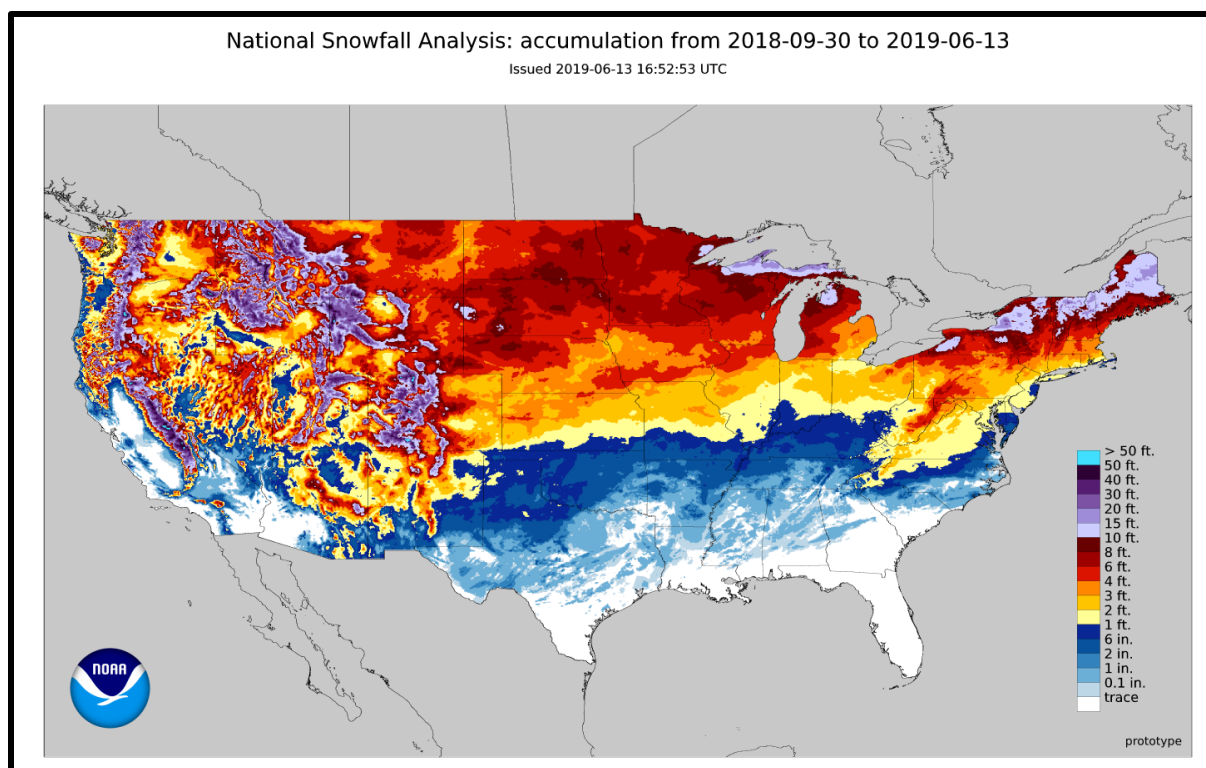 National Snowfall Analysis: accumulation from 2018-09-30 to 2019-06-13
Issued 2019-06-13 16:52:53 UTC
> 50 ft.
50 ft.
40 ft.
30 ft.
20 ft.
15 ft.
10 ft.
8 ft.
6 ft.
4 ft.
3 ft.
2 ft.
1 ft.
6 in.
2 in.
1 in.
0.1 in.
trace
NOAA
prototype